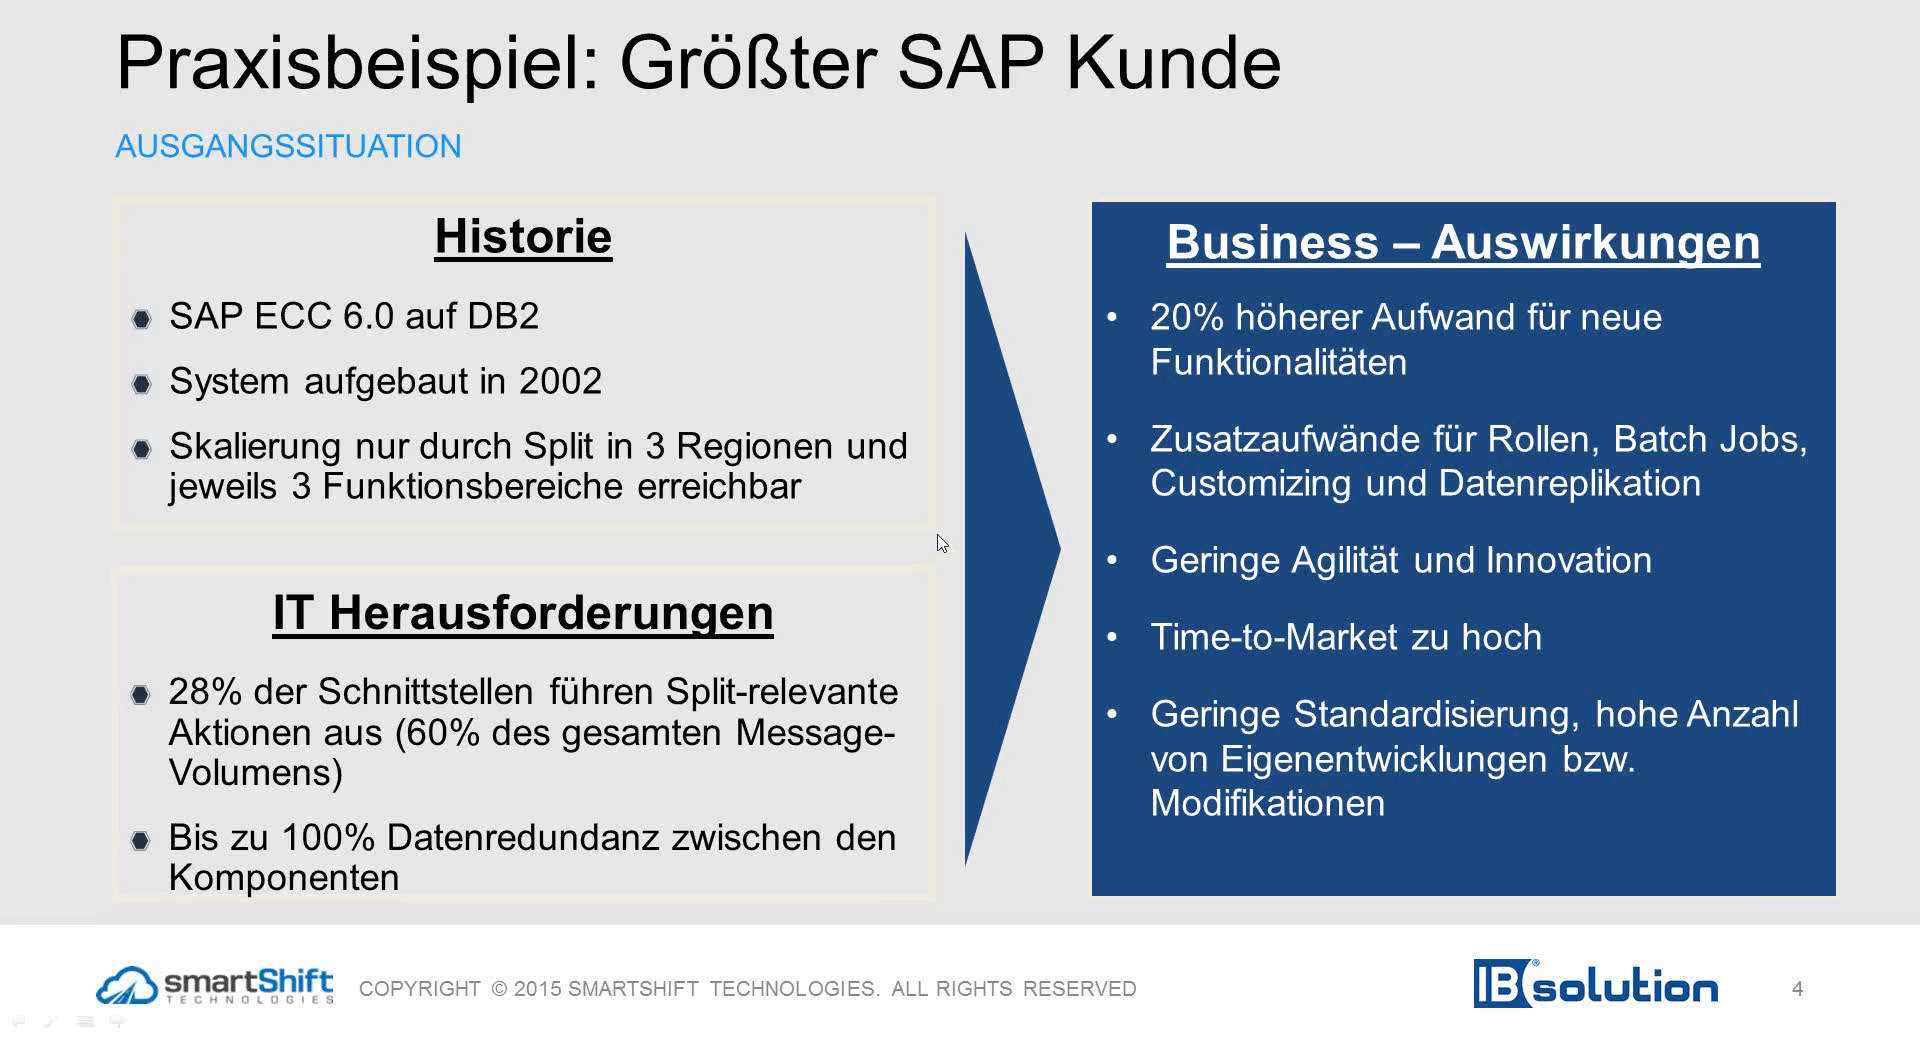 Praxisbeispiel: Größter SAP Kunde
AUSGANGSSITUATION
Historie
SAP ECC 6.0 auf DB2
System aufgebaut in 2002
Skalierung nur durch Split in 3 Regionen und
jeweils 3 Funktionsbereiche erreichbar
IT Herausforderungen
28% der Schnittstellen führen Split-relevante
Aktionen aus (60% des gesamten Message-
Volumens)
Bis zu 100% Datenredundanz zwischen den
Komponenten
Business – Auswirkungen
• 20% höherer Aufwand für neue
Funktionalitäten
• Zusatzaufwände für Rollen, Batch Jobs,
Customizing und Datenreplikation
• Geringe Agilität und Innovation
• Time-to-Market zu hoch
• Geringe Standardisierung, hohe Anzahl
von Eigenentwicklungen bzw.
Modifikationen
smartShift
TECHNOLOGIES
COPYRIGHT © 2015 SMARTSHIFT TECHNOLOGIES. ALL RIGHTS RESERVED
IBsolution®
4